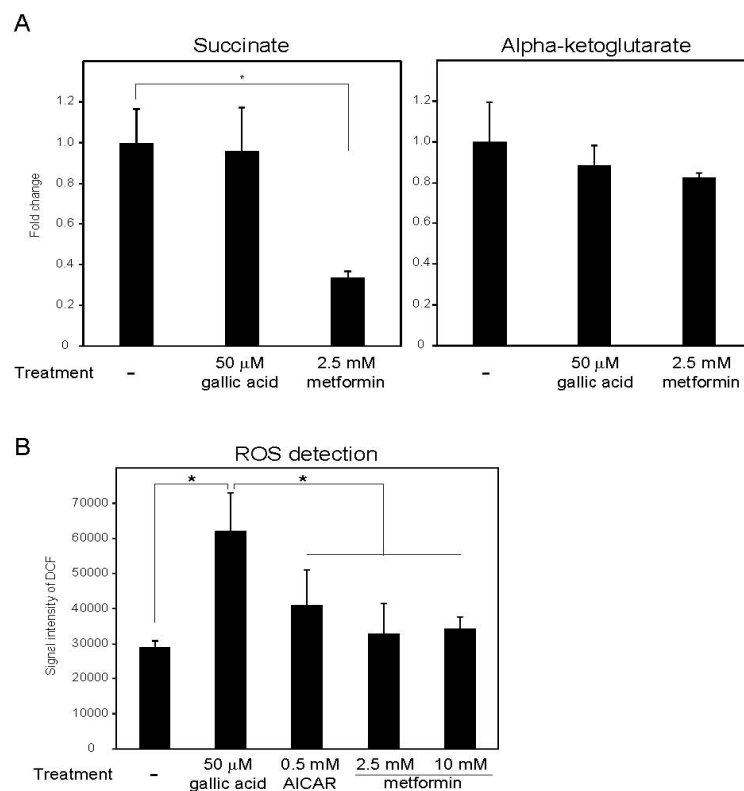 A
Succinate
Alpha-ketoglutarate
1.2
1.0
0.8
0.6
0.4
0.2
0
Fold change
*
1.2
1.0
0.8
0.6
0.4
0.2
0
Treatment
-
50 μM
gallic acid
2.5 mM
metformin
-
50 μM
gallic acid
2.5 mM
metformin
B
ROS detection
70000
60000
50000
40000
30000
20000
10000
0
Signal intensity of DCF
*
*
Treatment
-
50 μM
gallic acid
0.5 mM
AICAR
2.5 mM
10 mM
metformin